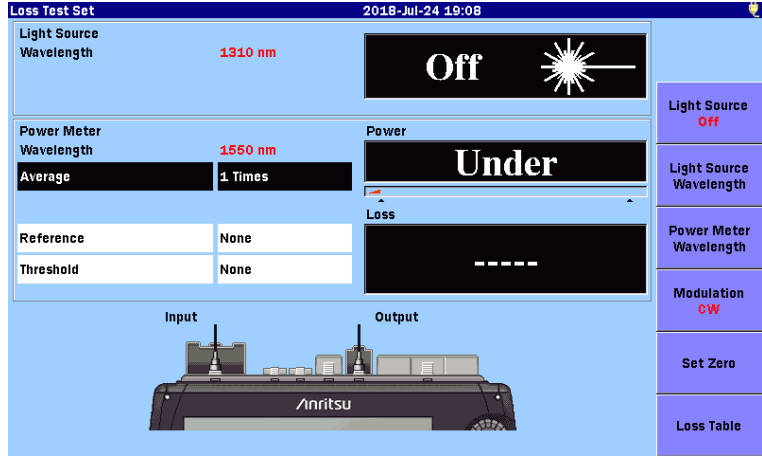 Loss Test Set 2018-Jul-24 19:08
Light Source
Wavelength 1310 nm
Off
Power Meter
Wavelength 1550 nm
Average 1 Times
Power
Under
Loss
-----
Reference None
Threshold None
Input Output
Anritsu
Light Source
Off
Light Source
Wavelength
Power Meter
Wavelength
Modulation
CW
Set Zero
Loss Table